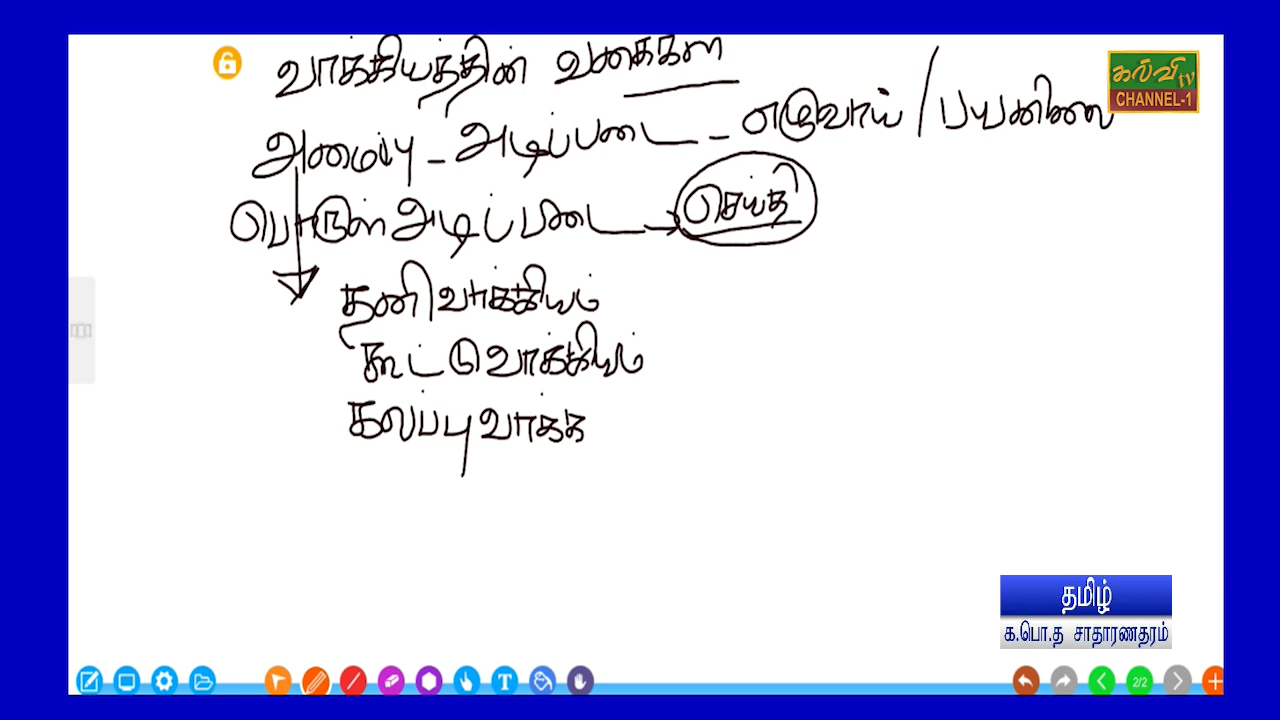 வாக்கியத்தின் வகைகள்
அமைப்பு - அடிப்படை - எழுவாய் / பயனிலை
பொருள் அடிப்படை → செய்தி
தனி வாக்கியம்
கூட்டு வாக்கியம்
கலப்பு வாக்க
கல்வி tv
CHANNEL-1
தமிழ்
க.பொ.த சாதாரணதரம்
2/2